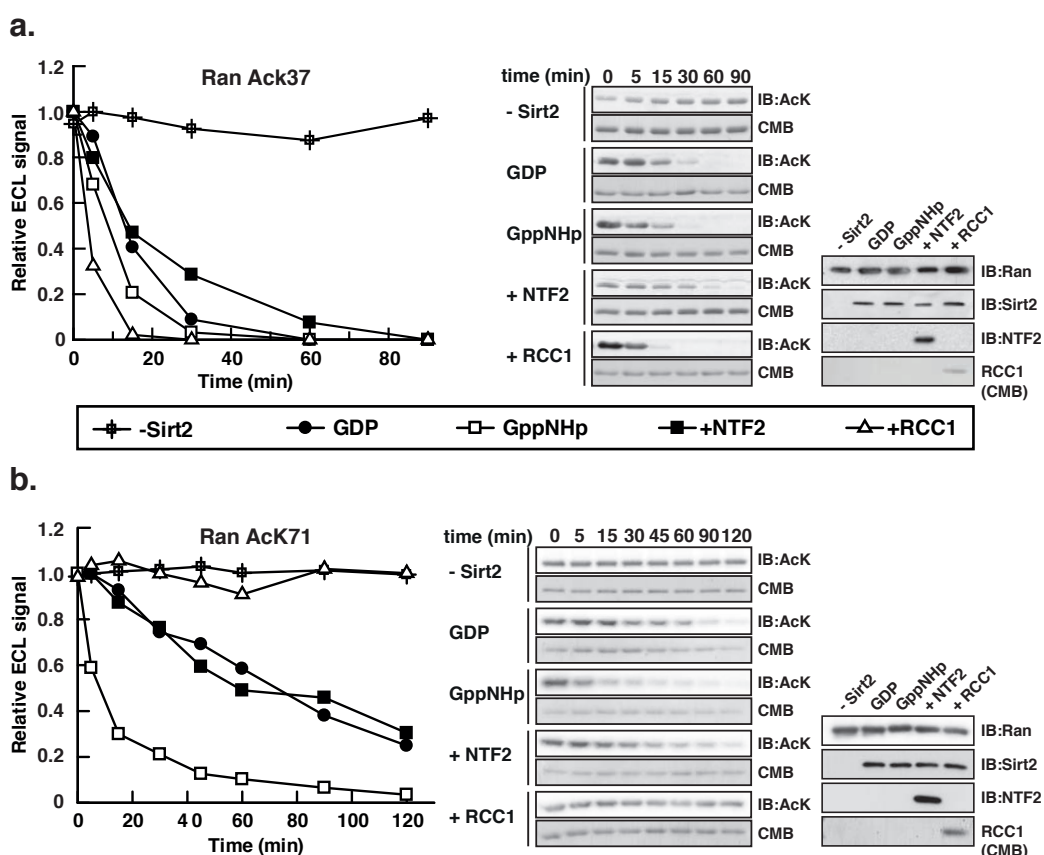 a.
Ran Ack37
Relative ECL signal
1.2
1.0
0.8
0.6
0.4
0.2
0
0 20 40 60 80
Time (min)
time (min) 0 5 15 30 60 90
- Sirt2
IB:AcK
CMB
GDP
IB:AcK
CMB
GppNHp
IB:AcK
CMB
+ NTF2
IB:AcK
CMB
+ RCC1
IB:AcK
CMB
- Sirt2 GDP GppNHp + NTF2 + RCC1
IB:Ran
IB:Sirt2
IB:NTF2
RCC1
(CMB)
-Sirt2 GDP GppNHp +NTF2 +RCC1
b.
Ran AcK71
Relative ECL signal
1.2
1.0
0.8
0.6
0.4
0.2
0
0 20 40 60 80 100 120
Time (min)
time (min) 0 5 15 30 45 60 90 120
- Sirt2
IB:AcK
CMB
GDP
IB:AcK
CMB
GppNHp
IB:AcK
CMB
+ NTF2
IB:AcK
CMB
+ RCC1
IB:AcK
CMB
- Sirt2 GDP GppNHp + NTF2 + RCC1
IB:Ran
IB:Sirt2
IB:NTF2
RCC1
(CMB)